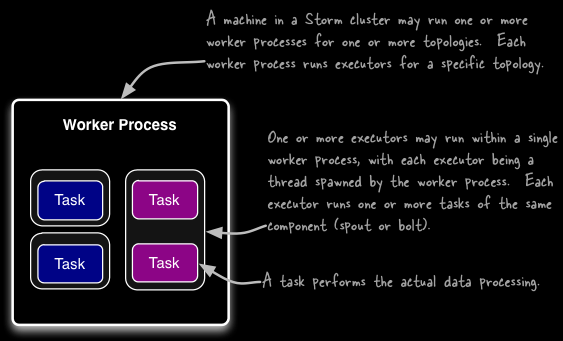 A machine in a Storm cluster may run one or more
worker processes for one or more topologies. Each
worker process runs executors for a specific topology.
Worker Process
One or more executors may run within a single
worker process, with each executor being a
thread spawned by the worker process. Each
executor runs one or more tasks of the same
component (spout or bolt).
Task
Task
Task
Task
A task performs the actual data processing.